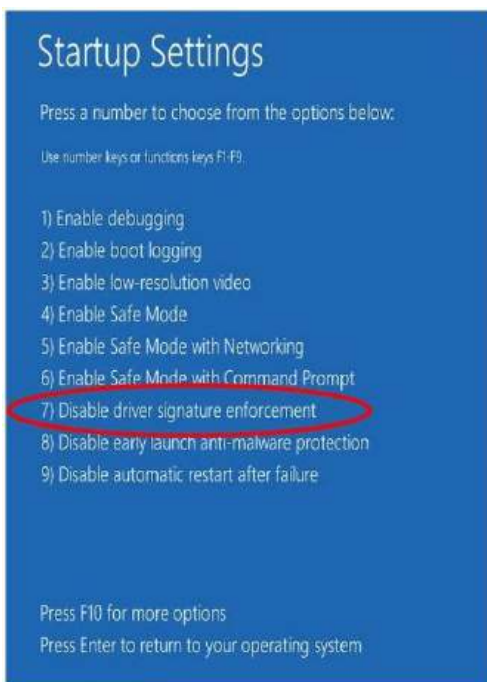 Startup Settings
Press a number to choose from the options below:
Use number keys or functions keys F1-F9.
1) Enable debugging
2) Enable boot logging
3) Enable low-resolution video
4) Enable Safe Mode
5) Enable Safe Mode with Networking
6) Enable Safe Mode with Command Prompt
7) Disable driver signature enforcement
8) Disable early launch anti-malware protection
9) Disable automatic restart after failure
Press F10 for more options
Press Enter to return to your operating system